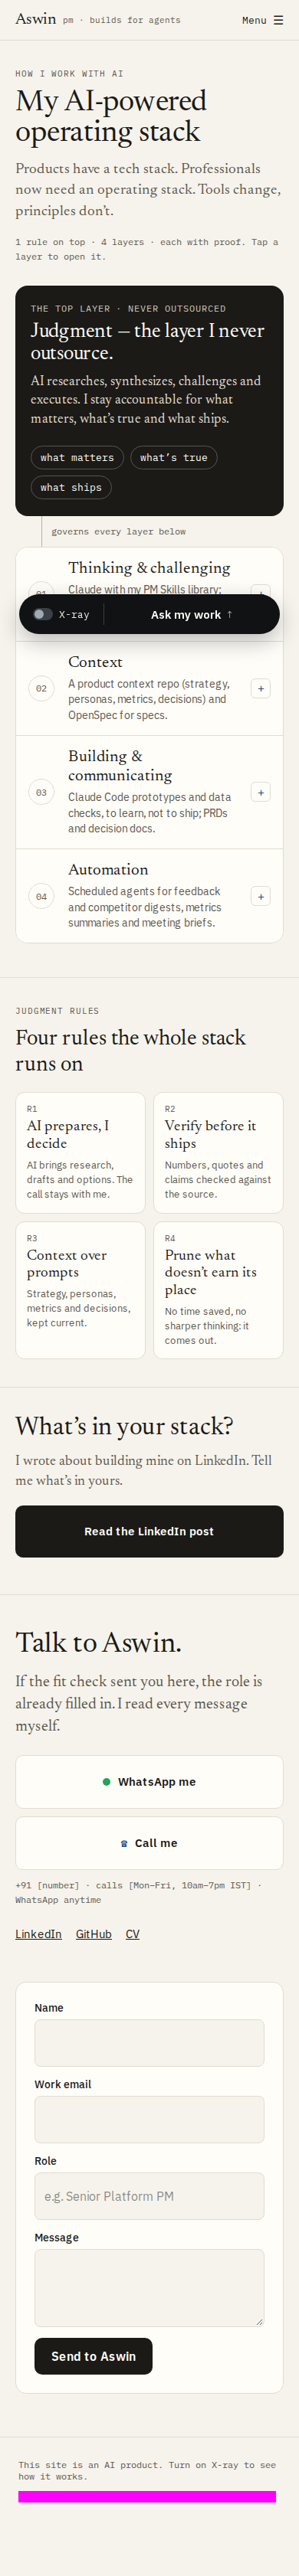 Aswin pm · builds for agents Menu ☰
HOW I WORK WITH AI
My AI-powered
operating stack
Products have a tech stack. Professionals
now need an operating stack. Tools change,
principles don’t.
1 rule on top · 4 layers · each with proof. Tap a
layer to open it.
THE TOP LAYER · NEVER OUTSOURCED
Judgment — the layer I never
outsource.
AI researches, synthesizes, challenges and
executes. I stay accountable for what
matters, what’s true and what ships.
what matters
what’s true
what ships
governs every layer below
Thinking & challenging
Claude with my PM Skills library;
X-ray
Ask my work ↑
02
Context
A product context repo (strategy,
personas, metrics, decisions) and
OpenSpec for specs.
+
03
Building &
communicating
Claude Code prototypes and data
checks, to learn, not to ship; PRDs
and decision docs.
+
04
Automation
Scheduled agents for feedback
and competitor digests, metrics
summaries and meeting briefs.
+
JUDGMENT RULES
Four rules the whole stack
runs on
R1
AI prepares, I
decide
AI brings research,
drafts and options. The
call stays with me.
R2
Verify before it
ships
Numbers, quotes and
claims checked against
the source.
R3
Context over
prompts
Strategy, personas,
metrics and decisions,
kept current.
R4
Prune what
doesn’t earn its
place
No time saved, no
sharper thinking: it
comes out.
What’s in your stack?
I wrote about building mine on LinkedIn. Tell
me what’s in yours.
Read the LinkedIn post
Talk to Aswin.
If the fit check sent you here, the role is
already filled in. I read every message
myself.
WhatsApp me
☎ Call me
+91 [number] · calls [Mon–Fri, 10am–7pm IST] ·
WhatsApp anytime
LinkedIn GitHub CV
Name
Work email
Role
e.g. Senior Platform PM
Message
Send to Aswin
This site is an AI product. Turn on X-ray to see
how it works.